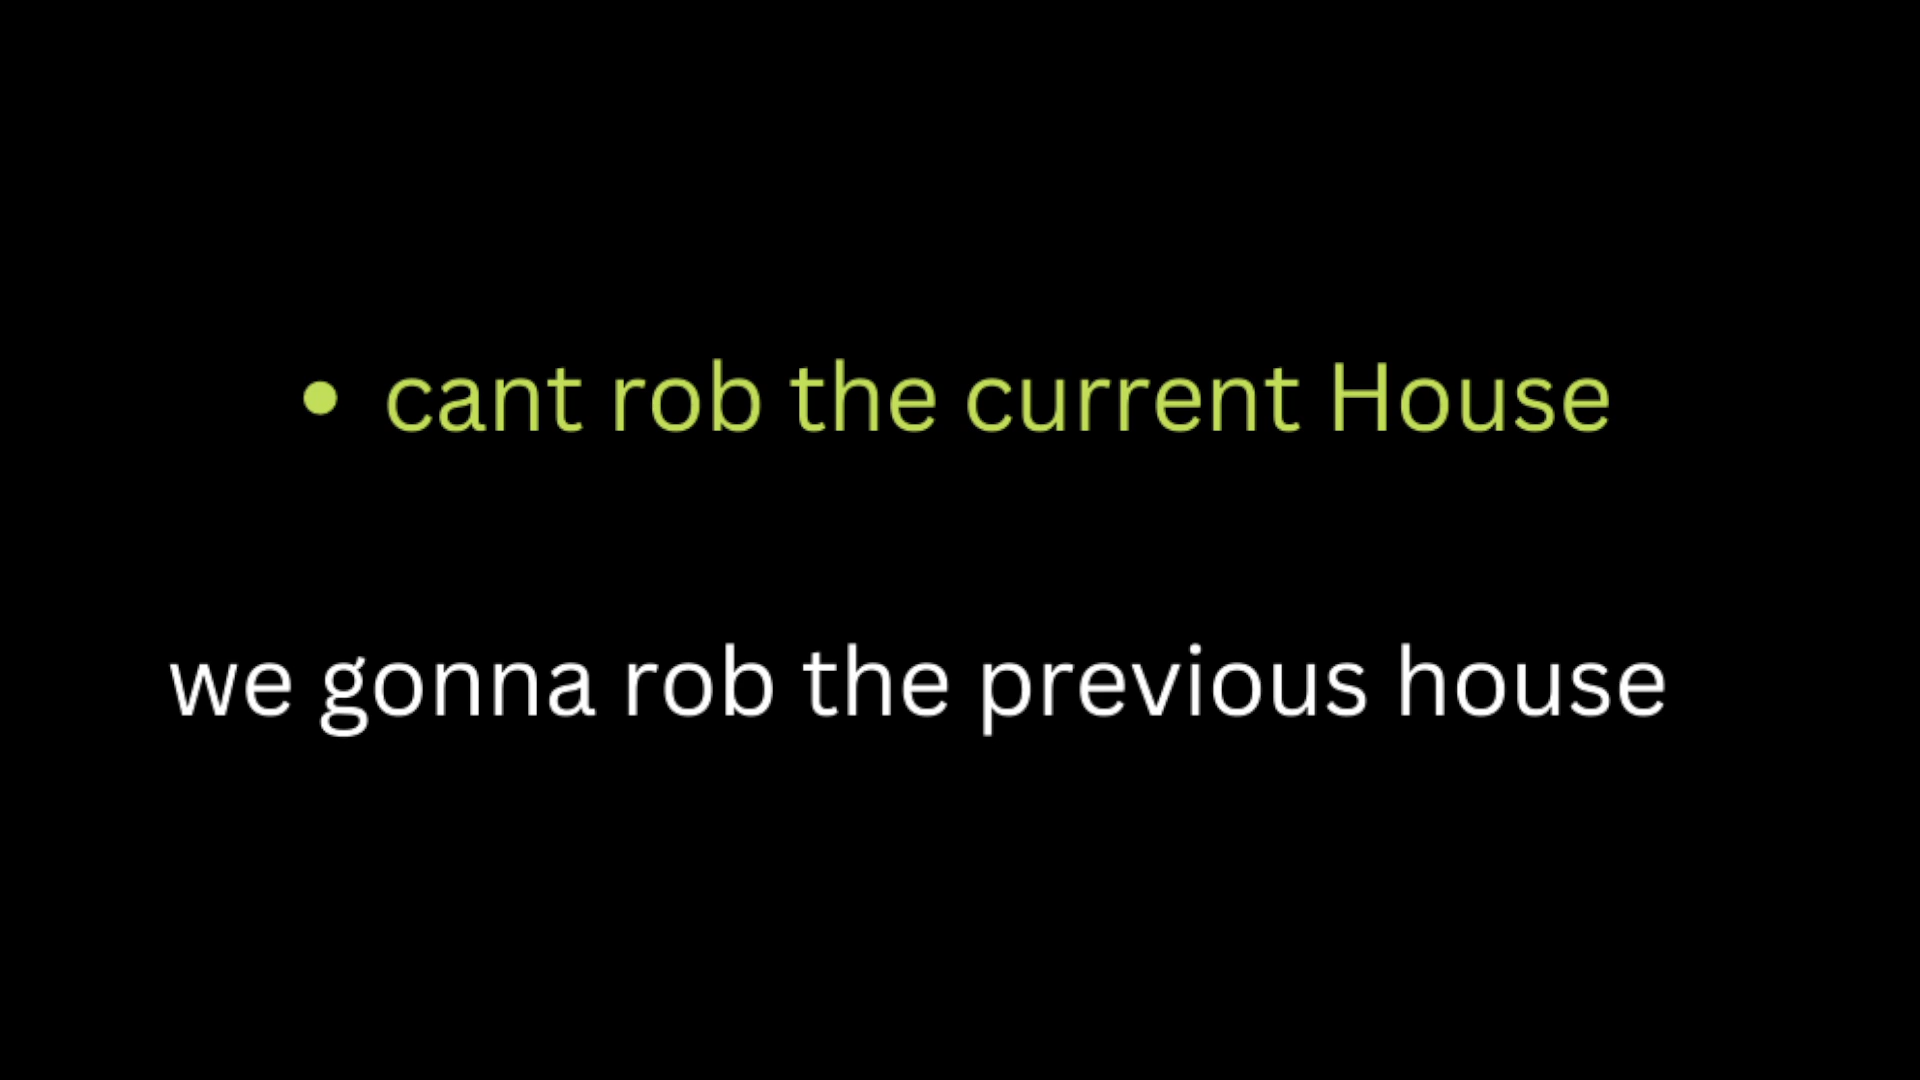 • cant rob the current House
we gonna rob the previous house